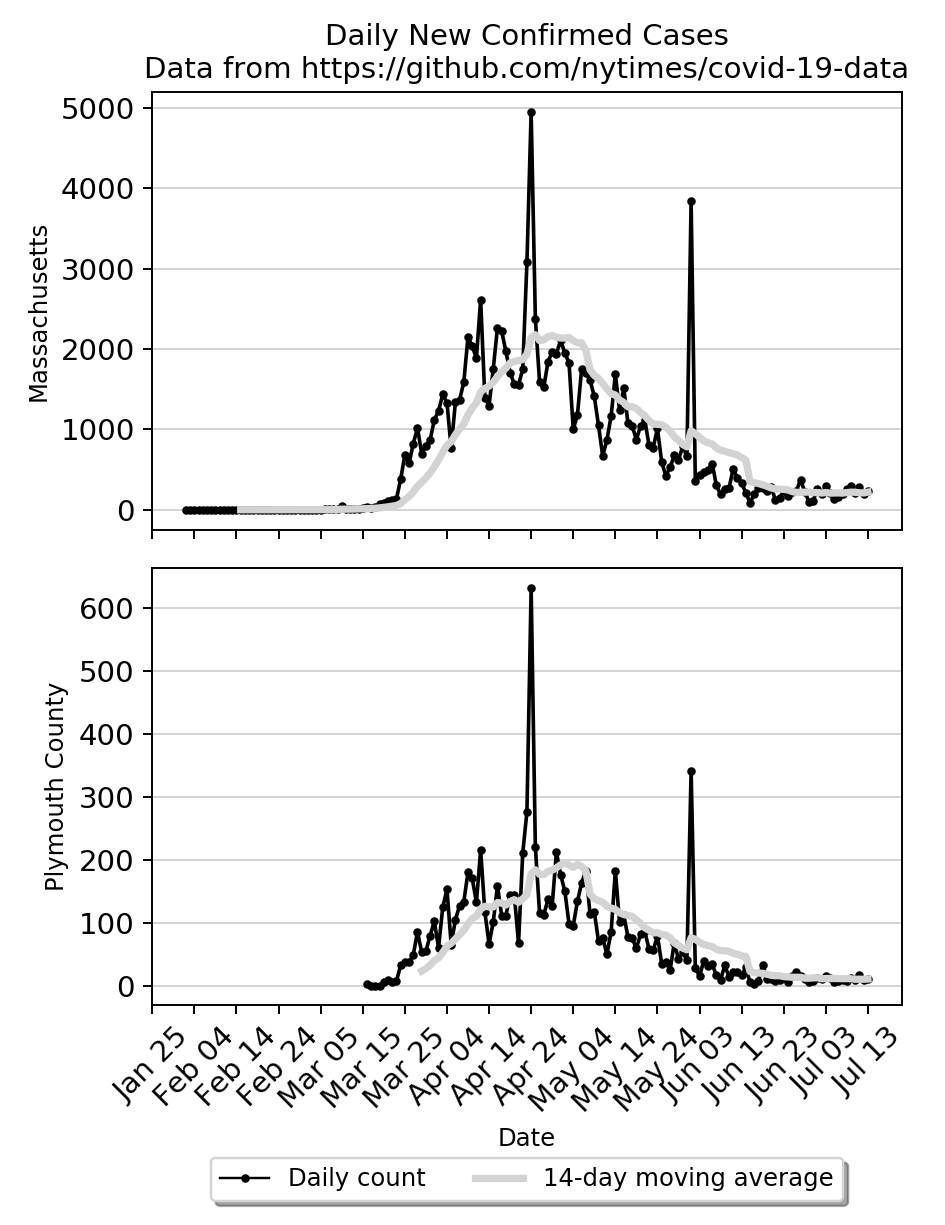 Daily New Confirmed Cases
Data from https://github.com/nytimes/covid-19-data
5000
4000
3000
2000
1000
0
Massachusetts
600
500
400
300
200
100
0
Plymouth County
Jan 25
Feb 04
Feb 14
Feb 24
Mar 05
Mar 15
Mar 25
Apr 04
Apr 14
Apr 24
May 04
May 14
May 24
Jun 03
Jun 13
Jun 23
Jul 03
Jul 13
Date
Daily count 14-day moving average